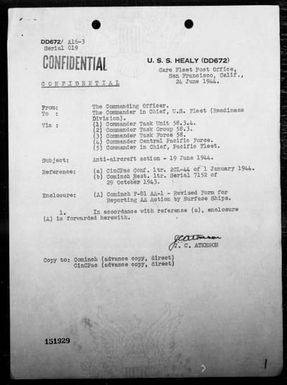 DD672/ A16-3
Serial 019
CONFIDENTIAL
U. S. S. HEALY (DD672)
Care Fleet Post Office,
San Francisco, Calif.,
24 June 1944.
C O N F I D E N T I A L
From: The Commanding Officer.
To : The Commander in Chief, U.S. Fleet (Readiness
Division).
Via : (1) Commander Task Unit 58.3.4.
(2) Commander Task Group 58.3.
(3) Commander Task Force 58.
(4) Commander Central Pacific Force.
(5) Commander in Chief, Pacific Fleet.
Subject: Anti-aircraft action - 19 June 1944.
Reference: (a) CinCPac Conf. ltr. 2CL-44 of 1 January 1944.
(b) Cominch Rest. ltr. Serial 7152 of
29 October 1943.
Enclosure: (A) Cominch F-81 AA-1 - Revised Form for
Reporting AA Action by Surface Ships.
1. In accordance with reference (a), enclosure
(A) is forwarded herewith.
J. C. ATKESON
Copy to: Cominch (advance copy, direct)
CinCPac (advance copy, direct)
151929
1